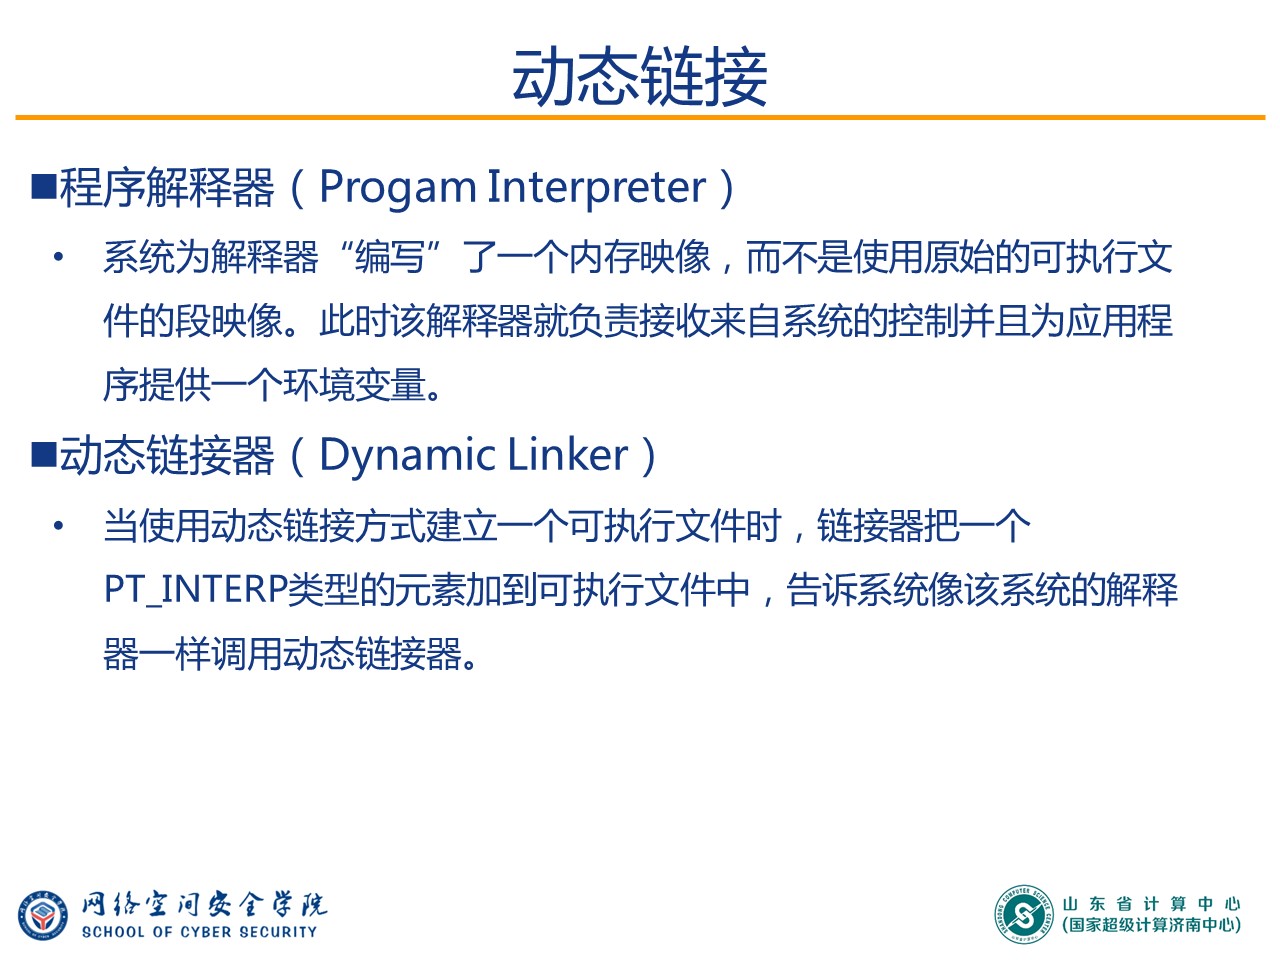 动态链接
■程序解释器（Progam Interpreter）
• 系统为解释器“编写”了一个内存映像，而不是使用原始的可执行文
件的段映像。此时该解释器就负责接收来自系统的控制并且为应用程
序提供一个环境变量。
■动态链接器（Dynamic Linker）
• 当使用动态链接方式建立一个可执行文件时，链接器把一个
PT_INTERP类型的元素加到可执行文件中，告诉系统像该系统的解释
器一样调用动态链接器。
网络空间安全学院
SCHOOL OF CYBER SECURITY
山东省计算中心
(国家超级计算济南中心)